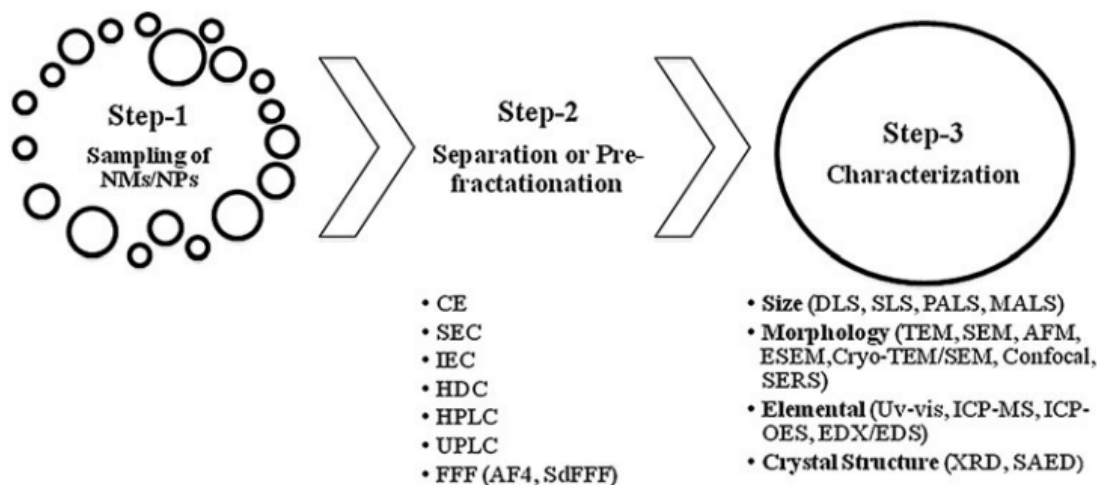 Step-1
Sampling of
NMs/NPs
Step-2
Separation or Pre-
fractationation
• CE
• SEC
• IEC
• HDC
• HPLC
• UPLC
• FFF (AF4, SdFFF)
Step-3
Characterization
• Size (DLS, SLS, PALS, MALS)
• Morphology (TEM, SEM, AFM,
ESEM,Cryo-TEM/SEM, Confocal,
SERS)
• Elemental (Uv-vis, ICP-MS, ICP-
OES, EDX/EDS)
• Crystal Structure (XRD, SAED)